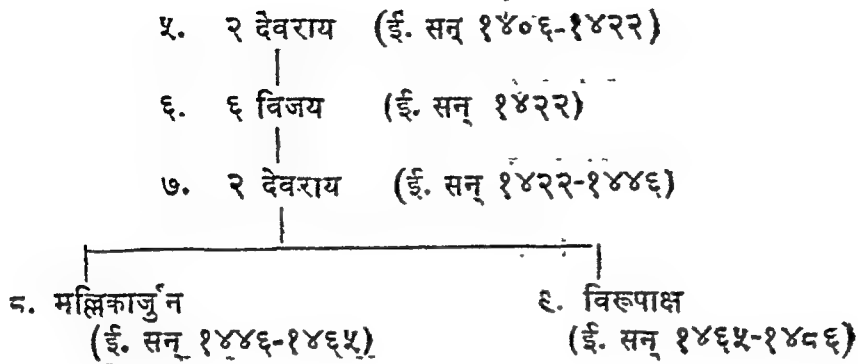 ५. २ देवराय (ई. सन् १४०६-१४२२)
६. ६ विजय (ई. सन् १४२२)
७. २ देवराय (ई. सन् १४२२-१४४६)
८. मल्लिकार्जुन ९. विरूपाक्ष
(ई. सन् १४४६-१४६५) (ई. सन् १४६५-१४८६)